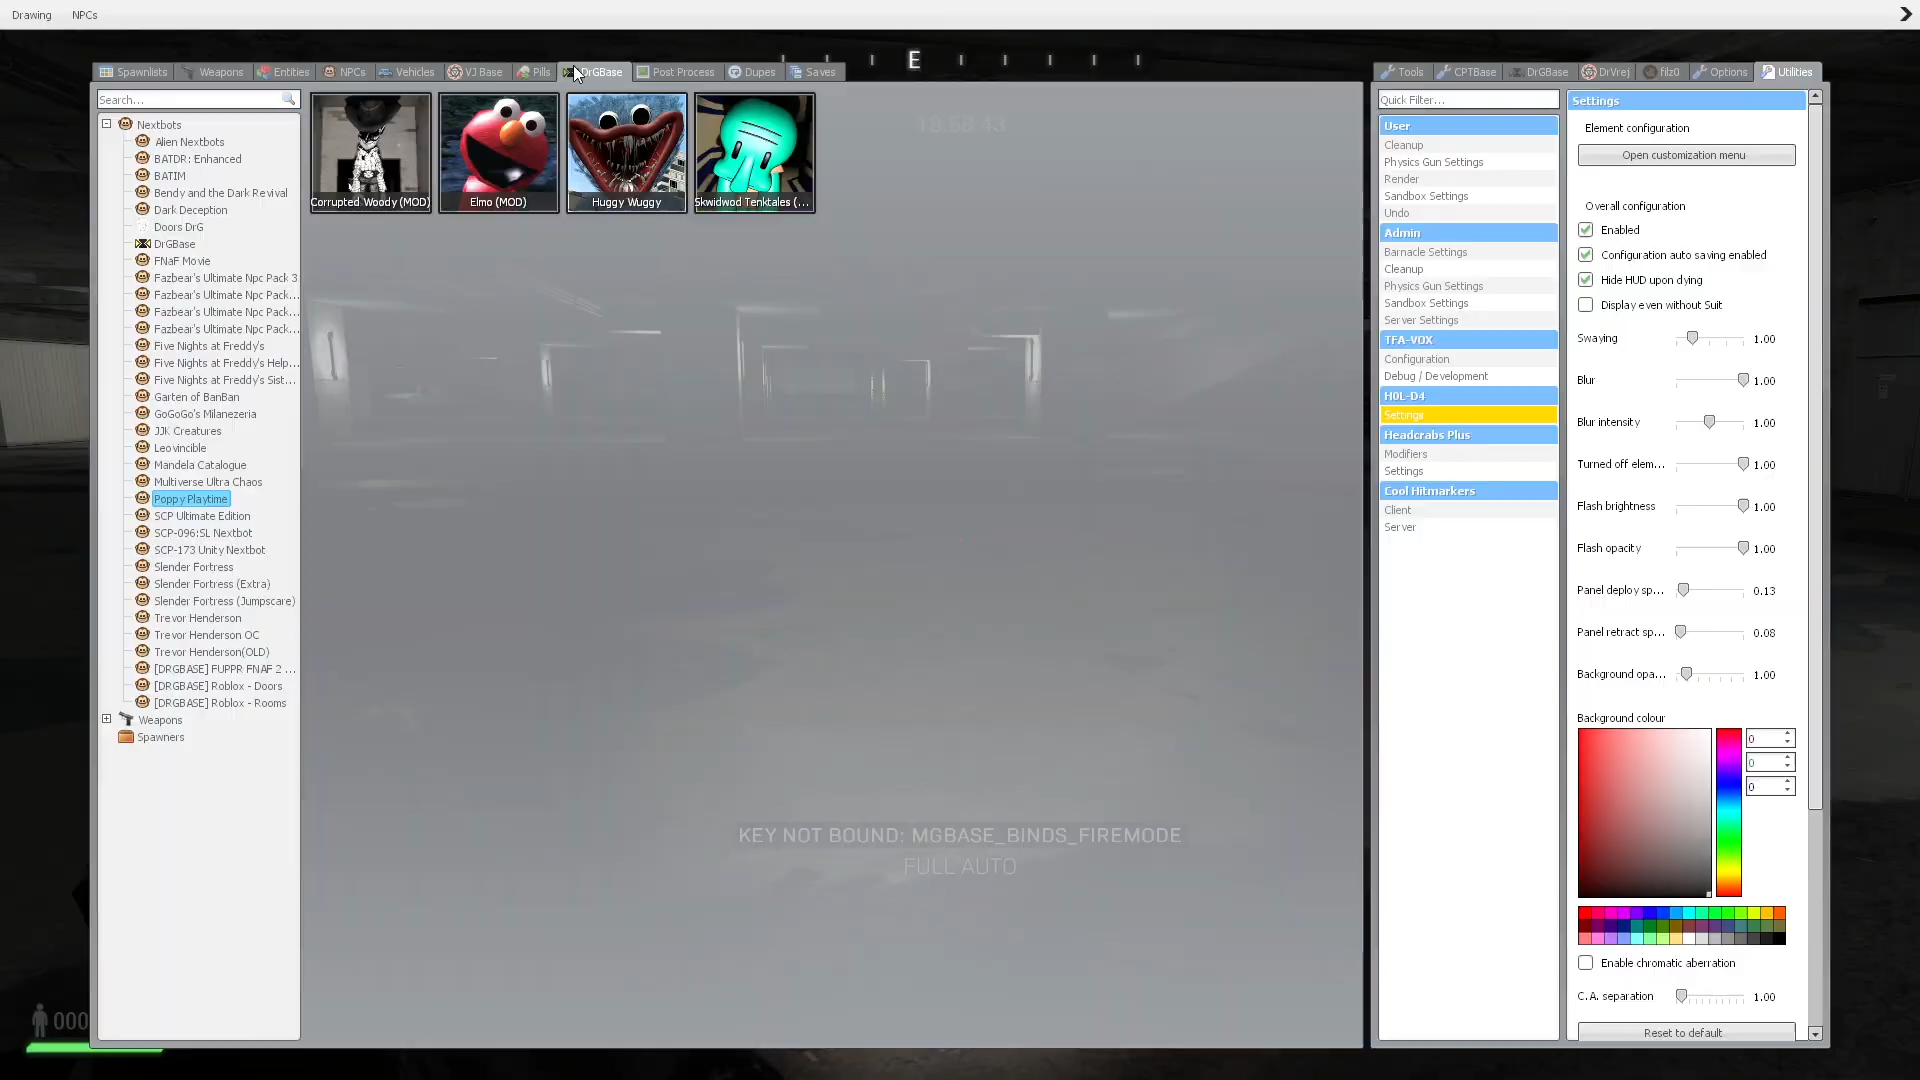 Drawing NPCs
E
Spawnlists Weapons Entities NPCs Vehicles VJ Base Pills DrGBase Post Process Dupes Saves
Search...
Nextbots
Alien Nextbots
BATDR: Enhanced
BATIM
Bendy and the Dark Revival
Dark Deception
Doors DrG
DrGBase
FNaF Movie
Fazbear's Ultimate Npc Pack 3
Fazbear's Ultimate Npc Pack...
Fazbear's Ultimate Npc Pack...
Fazbear's Ultimate Npc Pack...
Five Nights at Freddy's
Five Nights at Freddy's Help...
Five Nights at Freddy's Sist...
Garten of BanBan
GoGoGo's Milanezeria
JJK Creatures
Leovincible
Mandela Catalogue
Multiverse Ultra Chaos
Poppy Playtime
SCP Ultimate Edition
SCP-096:SL Nextbot
SCP-173 Unity Nextbot
Slender Fortress
Slender Fortress (Extra)
Slender Fortress (Jumpscare)
Trevor Henderson
Trevor Henderson OC
Trevor Henderson(OLD)
[DRGBASE] FUPPR FNAF 2 ...
[DRGBASE] Roblox - Doors
[DRGBASE] Roblox - Rooms
Weapons
Spawners
Corrupted Woody (MOD) Elmo (MOD) Huggy Wuggy Skwidwod Tenktales (...
18:58:43
KEY NOT BOUND: MGBASE_BINDS_FIREMODE
FULL AUTO
000
Tools CPTBase DrGBase DrVrej filz0 Options Utilities
Quick Filter...
User
Cleanup
Physics Gun Settings
Render
Sandbox Settings
Undo
Admin
Barnacle Settings
Cleanup
Physics Gun Settings
Sandbox Settings
Server Settings
TFA-VOX
Configuration
Debug / Development
H0L-D4
Settings
Headcrabs Plus
Modifiers
Settings
Cool Hitmarkers
Client
Server
Settings
Element configuration
Open customization menu
Overall configuration
Enabled
Configuration auto saving enabled
Hide HUD upon dying
Display even without Suit
Swaying 1.00
Blur 1.00
Blur intensity 1.00
Turned off elem... 1.00
Flash brightness 1.00
Flash opacity 1.00
Panel deploy sp... 0.13
Panel retract sp... 0.08
Background opa... 1.00
Background colour
0
0
0
Enable chromatic aberration
C.A. separation 1.00
Reset to default